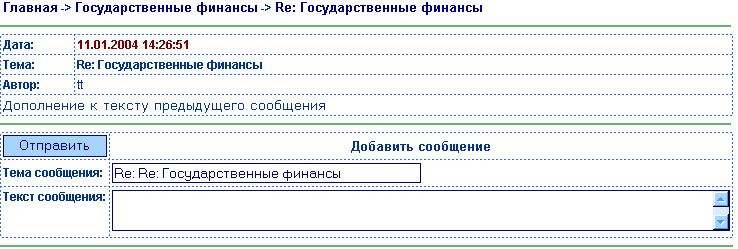 Главная -> Государственные финансы -> Re: Государственные финансы
Дата: 11.01.2004 14:26:51
Тема: Re: Государственные финансы
Автор: tt
Дополнение к тексту предыдущего сообщения
Отправить Добавить сообщение
Тема сообщения: Re: Re: Государственные финансы
Текст сообщения: